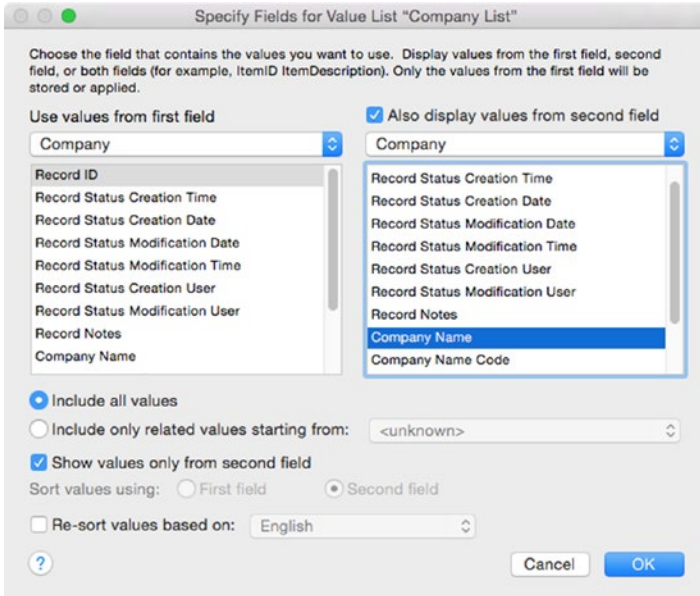 Specify Fields for Value List "Company List"
Choose the field that contains the values you want to use. Display values from the first field, second
field, or both fields (for example, ItemID ItemDescription). Only the values from the first field will be
stored or applied.
Use values from first field
Company
Record ID
Record Status Creation Time
Record Status Creation Date
Record Status Modification Date
Record Status Modification Time
Record Status Creation User
Record Status Modification User
Record Notes
Company Name
Also display values from second field
Company
Record Status Creation Time
Record Status Creation Date
Record Status Modification Date
Record Status Modification Time
Record Status Creation User
Record Status Modification User
Record Notes
Company Name
Company Name Code
Include all values
Include only related values starting from: <unknown>
Show values only from second field
Sort values using: First field Second field
Re-sort values based on: English
? Cancel OK